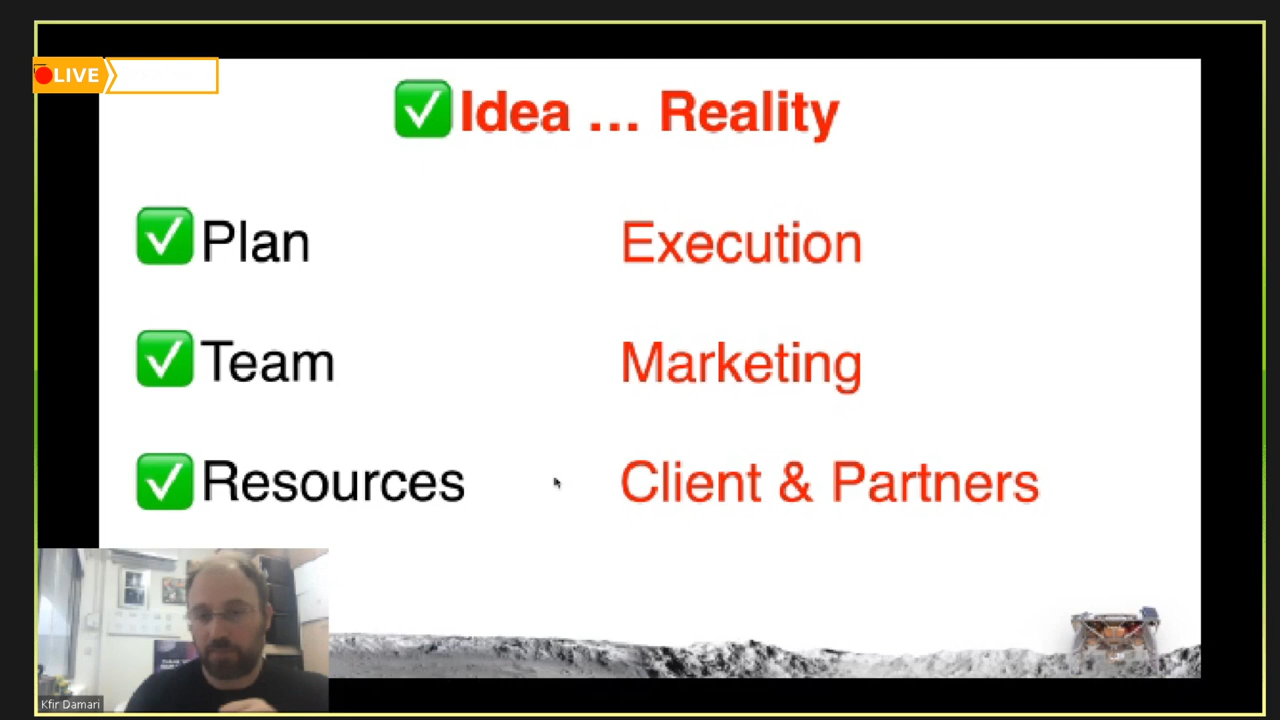 LIVE
✅Idea ... Reality
✅Plan
Execution
✅Team
Marketing
✅Resources
Client & Partners
Kfir Damari